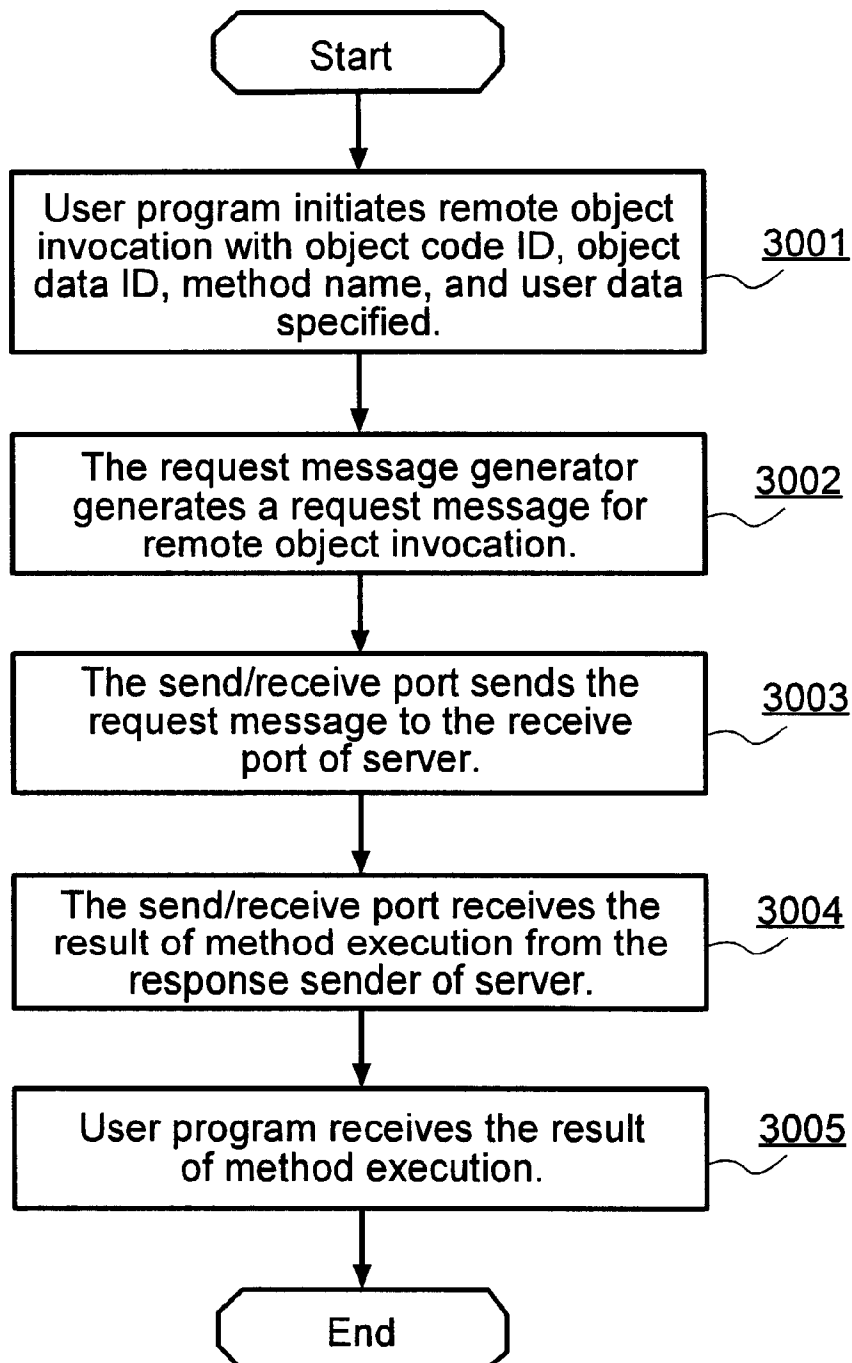 Start
User program initiates remote object
invocation with object code ID, object
data ID, method name, and user data
specified.
3001
The request message generator
generates a request message for
remote object invocation.
3002
The send/receive port sends the
request message to the receive
port of server.
3003
The send/receive port receives the
result of method execution from the
response sender of server.
3004
User program receives the result
of method execution.
3005
End